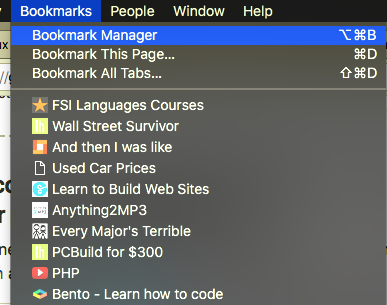 Bookmarks People Window Help
Bookmark Manager ⌥⌘B
Bookmark This Page... ⌘D
Bookmark All Tabs... ⇧⌘D
FSI Languages Courses
Wall Street Survivor
And then I was like
Used Car Prices
Learn to Build Web Sites
Anything2MP3
Every Major's Terrible
PCBuild for $300
PHP
Bento - Learn how to code